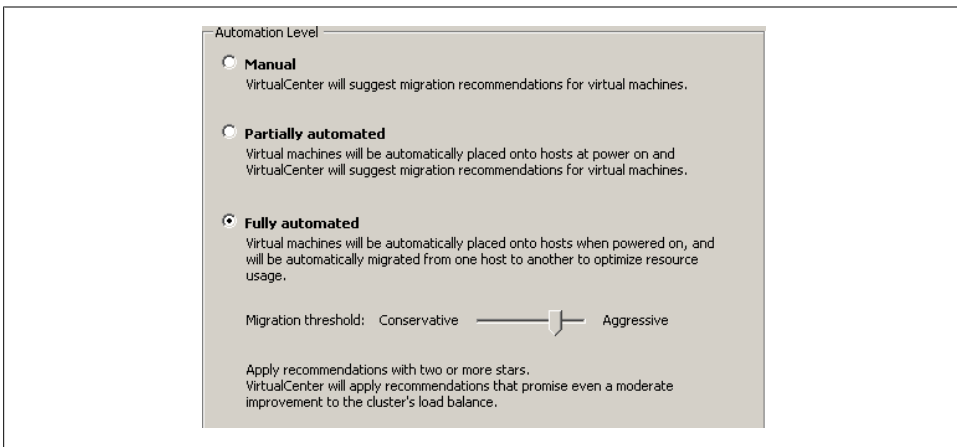 Automation Level
Manual
VirtualCenter will suggest migration recommendations for virtual machines.
Partially automated
Virtual machines will be automatically placed onto hosts at power on and
VirtualCenter will suggest migration recommendations for virtual machines.
Fully automated
Virtual machines will be automatically placed onto hosts when powered on, and
will be automatically migrated from one host to another to optimize resource
usage.
Migration threshold: Conservative Aggressive
Apply recommendations with two or more stars.
VirtualCenter will apply recommendations that promise even a moderate
improvement to the cluster's load balance.